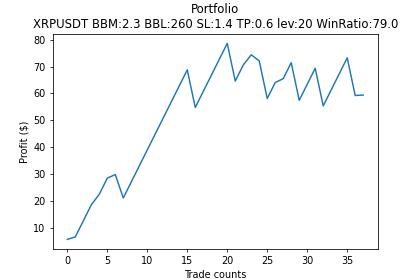 Portfolio
XRPUSDT BBM:2.3 BBL:260 SL:1.4 TP:0.6 lev:20 WinRatio:79.0
80
70
60
50
40
30
20
10
Profit ($)
0 5 10 15 20 25 30 35
Trade counts